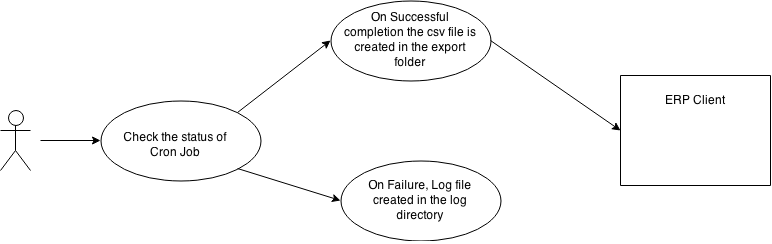 On Successful
completion the csv file is
created in the export
folder
ERP Client
Check the status of
Cron Job
On Failure, Log file
created in the log
directory